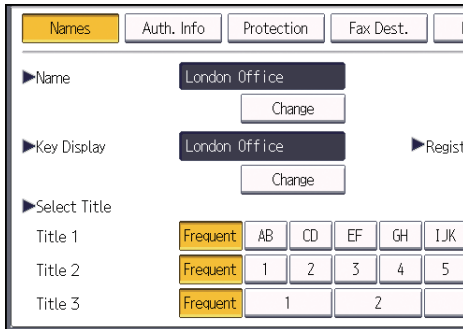 Names Auth. Info Protection Fax Dest.
▶Name London Office
Change
▶Key Display London Office ▶Regist
Change
▶Select Title
Title 1 Frequent AB CD EF GH IJK
Title 2 Frequent 1 2 3 4 5
Title 3 Frequent 1 2